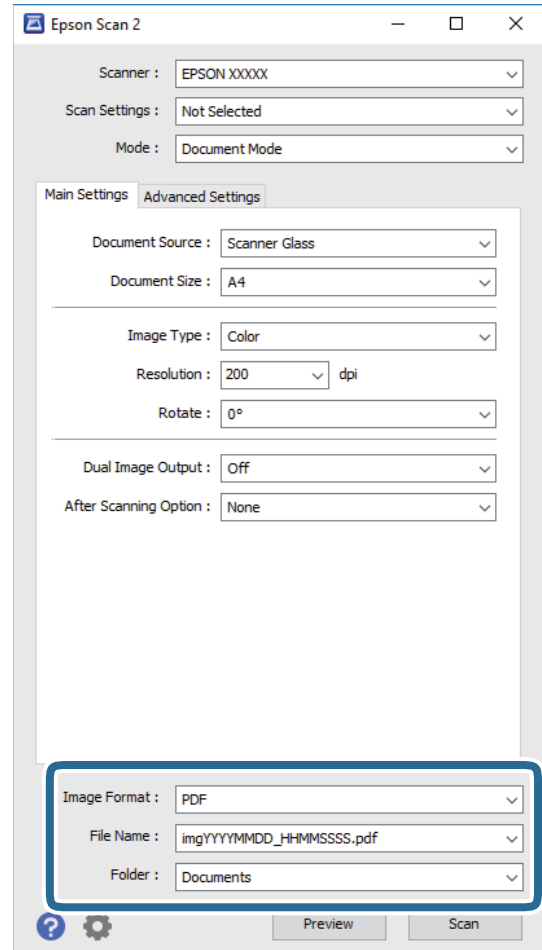 Epson Scan 2
Scanner : EPSON XXXXX
Scan Settings : Not Selected
Mode : Document Mode
Main Settings Advanced Settings
Document Source : Scanner Glass
Document Size : A4
Image Type : Color
Resolution : 200 dpi
Rotate : 0°
Dual Image Output : Off
After Scanning Option : None
Image Format : PDF
File Name : imgYYYYMMDD_HHMMSSSS.pdf
Folder : Documents
? Preview Scan